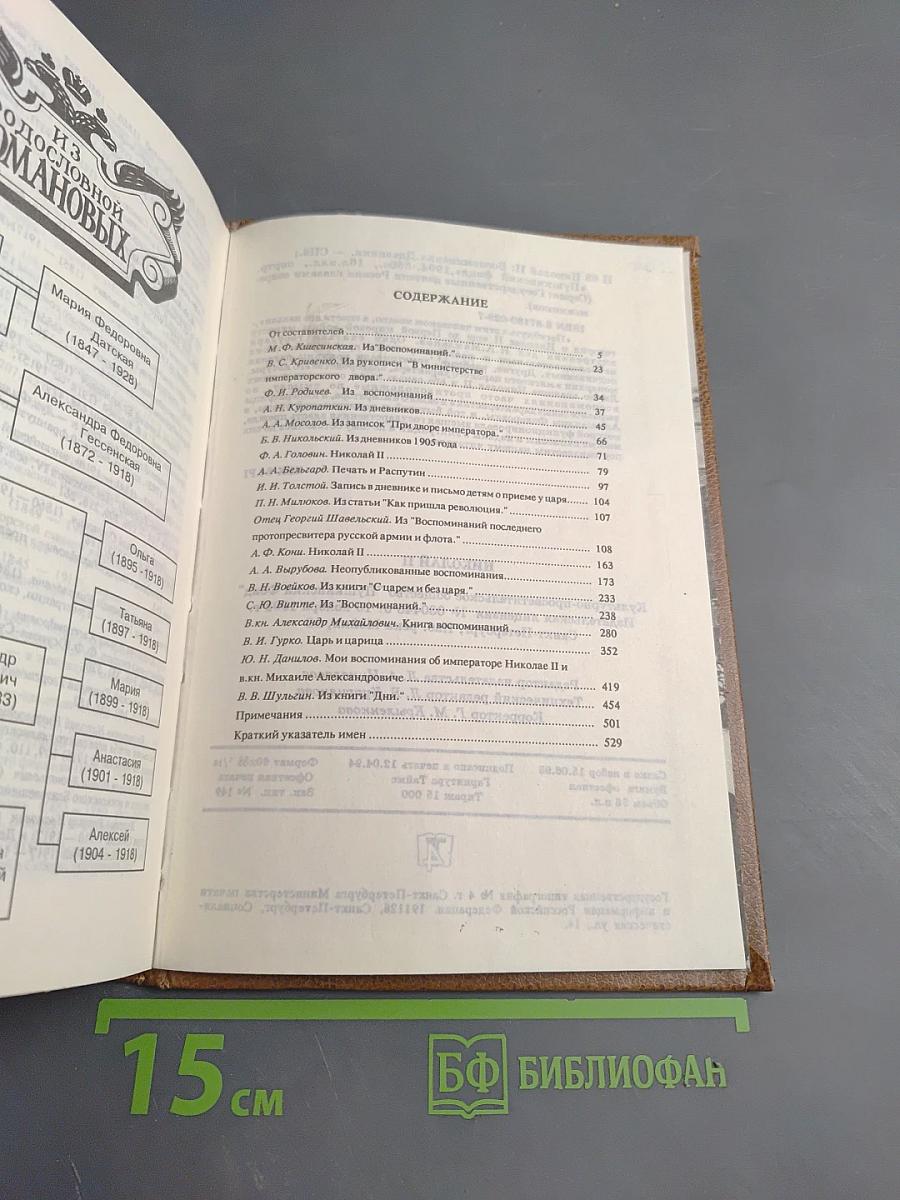 ИЗ
РОДОСЛОВНОЙ
РОМАНОВЫХ
Мария Федоровна
Датская
(1847 - 1928)
Александра Федоровна
Гессенская
(1872 - 1918)
Ольга
(1895 -1918)
Татьяна
(1897 - 1918)
Мария
(1899 - 1918)
Анастасия
(1901 - 1918)
Алексей
(1904 - 1918)
СОДЕРЖАНИЕ
От составителей 5
М. Ф. Кшесинская. Из"Воспоминаний." 23
В. С. Кривенко. Из рукописи "В министерстве
императорского двора." 34
Ф. И. Родичев. Из воспоминаний 37
А. Н. Куропаткин. Из дневников 45
А. А. Мосолов. Из записок "При дворе императора." 66
Б. В. Никольский. Из дневников 1905 года 71
Ф. А. Головин. Николай II 79
А. А. Бельгард. Печать и Распутин 97
И. И. Толстой. Запись в дневнике и письмо детям о приеме у царя 104
П. Н. Милюков. Из статьи "Как пришла революция." 107
Отец Георгий Шавельский. Из "Воспоминаний последнего
протопресвитера русской армии и флота." 108
А. Ф. Кони. Николай II 163
А. А. Вырубова. Неопубликованные воспоминания 173
В. Н. Воейков. Из книги "С царем и без царя." 233
С. Ю. Витте. Из "Воспоминаний." 238
В.кн. Александр Михайлович. Книга воспоминаний 280
В. И. Гурко. Царь и царица 352
Ю. Н. Данилов. Мои воспоминания об императоре Николае II и
в.кн. Михаиле Александровиче 419
В. В. Шульгин. Из книги "Дни." 454
Примечания 501
Краткий указатель имен 529
15 см
БФ БИБЛИОФАН